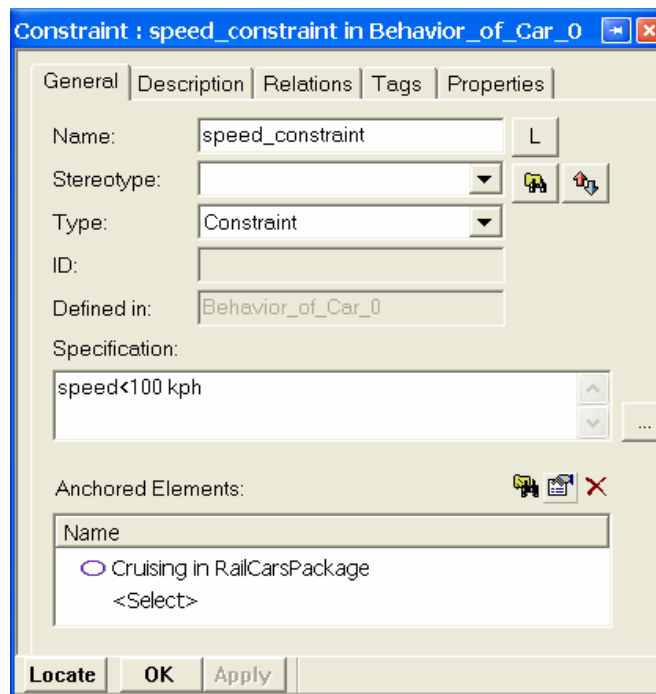 Constraint : speed_constraint in Behavior_of_Car_0
General Description Relations Tags Properties
Name: speed_constraint L
Stereotype:
Type: Constraint
ID:
Defined in: Behavior_of_Car_0
Specification:
speed<100 kph
...
Anchored Elements:
Name
Cruising in RailCarsPackage
<Select>
Locate OK Apply